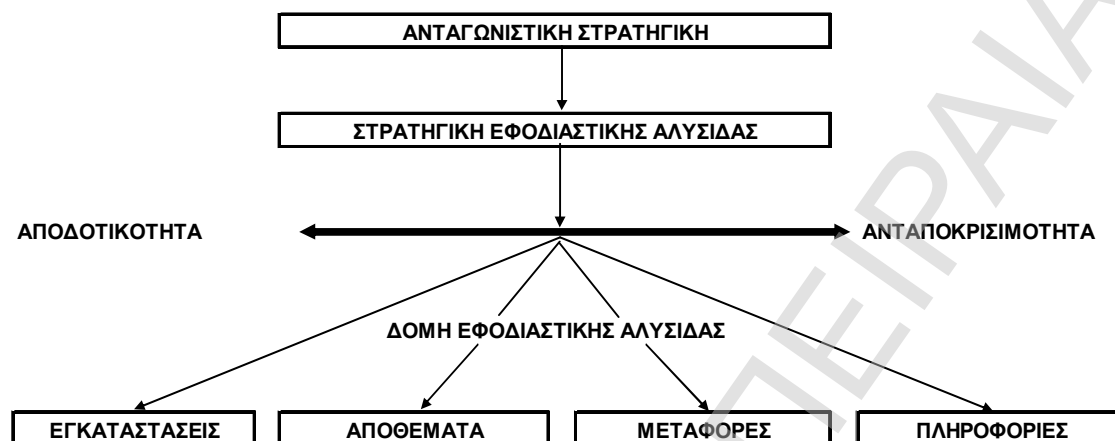 ΑΝΤΑΓΩΝΙΣΤΙΚΗ ΣΤΡΑΤΗΓΙΚΗ
ΣΤΡΑΤΗΓΙΚΗ ΕΦΟΔΙΑΣΤΙΚΗΣ ΑΛΥΣΙΔΑΣ
ΑΠΟΔΟΤΙΚΟΤΗΤΑ ΑΝΤΑΠΟΚΡΙΣΙΜΟΤΗΤΑ
ΔΟΜΗ ΕΦΟΔΙΑΣΤΙΚΗΣ ΑΛΥΣΙΔΑΣ
ΕΓΚΑΤΑΣΤΑΣΕΙΣ ΑΠΟΘΕΜΑΤΑ ΜΕΤΑΦΟΡΕΣ ΠΛΗΡΟΦΟΡΙΕΣ